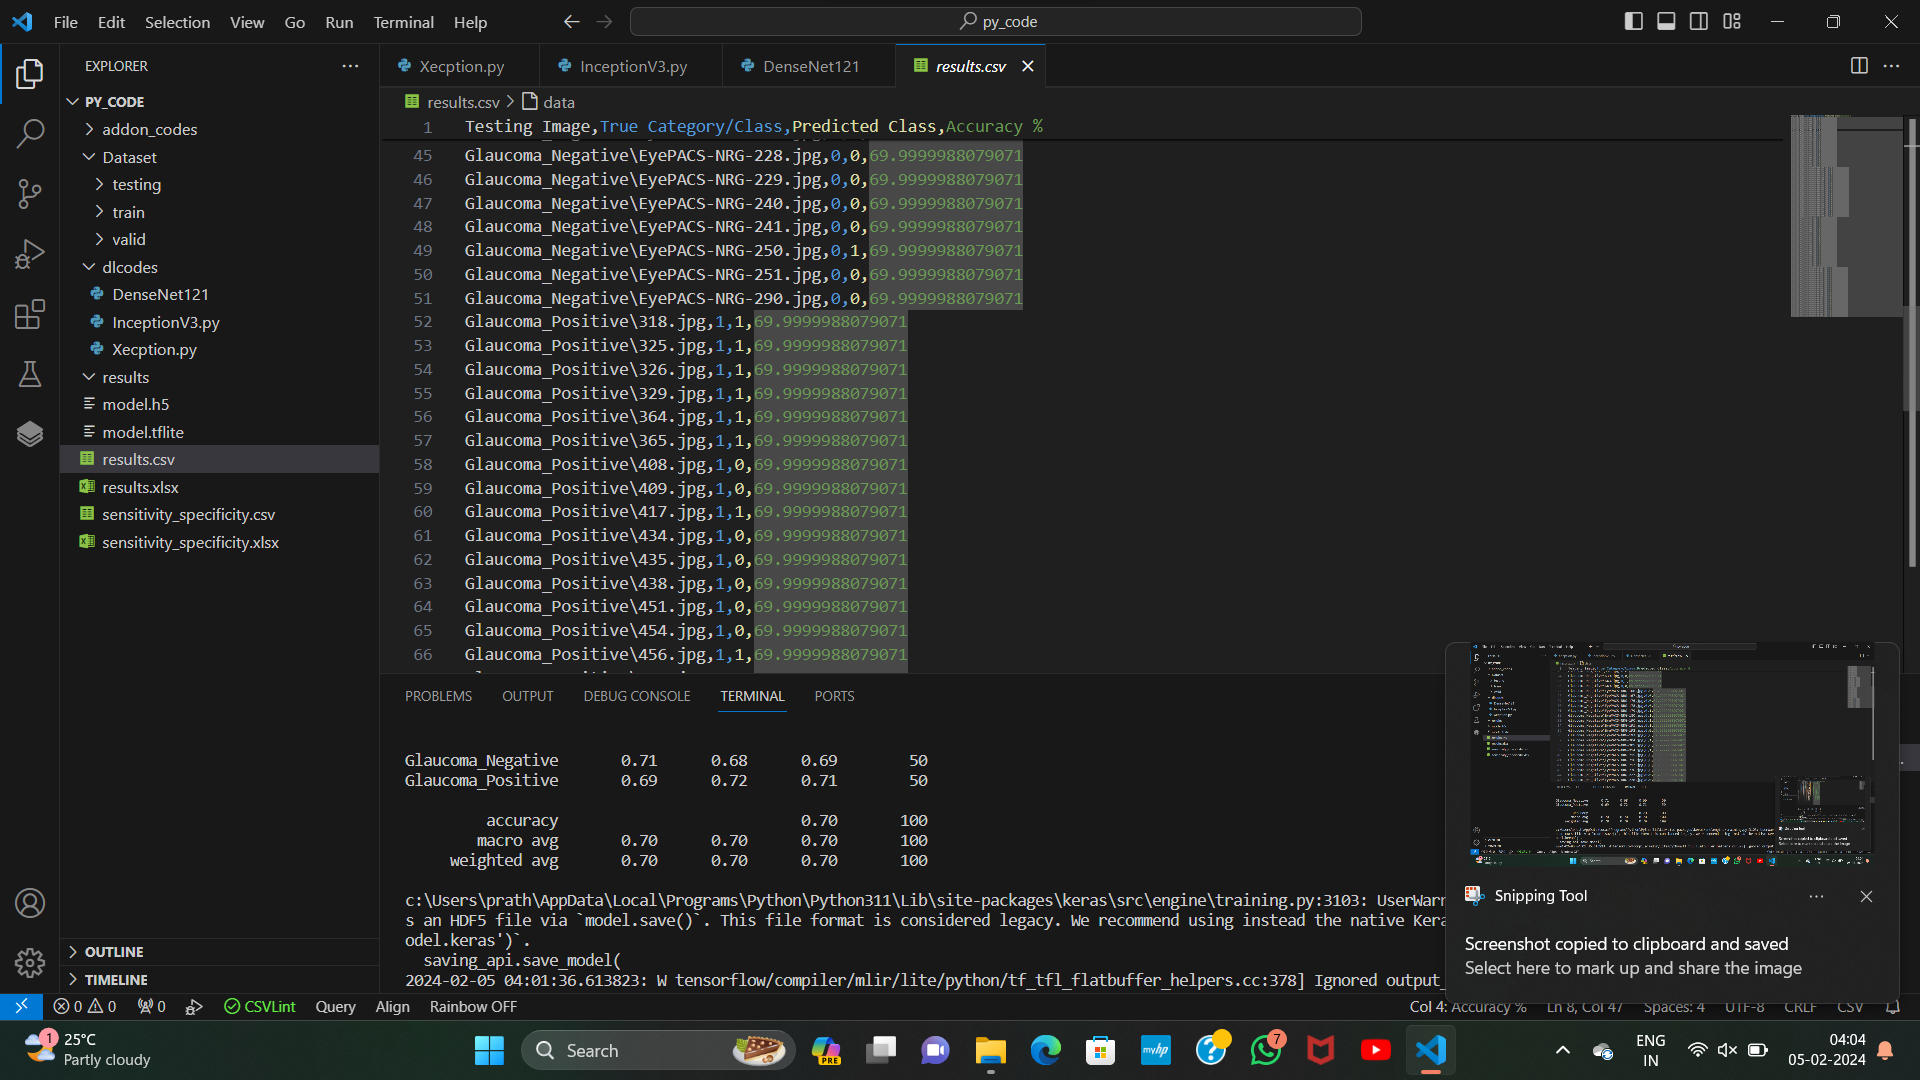 File Edit Selection View Go Run Terminal Help
py_code
EXPLORER
PY_CODE
addon_codes
Dataset
testing
train
valid
dlcodes
DenseNet121
InceptionV3.py
Xecption.py
results
model.h5
model.tflite
results.csv
results.xlsx
sensitivity_specificity.csv
sensitivity_specificity.xlsx
OUTLINE
TIMELINE
Xecption.py InceptionV3.py DenseNet121 results.csv
results.csv > data
1 Testing Image,True Category/Class,Predicted Class,Accuracy %
45 Glaucoma_Negative\EyePACS-NRG-228.jpg,0,0,69.9999988079071
46 Glaucoma_Negative\EyePACS-NRG-229.jpg,0,0,69.9999988079071
47 Glaucoma_Negative\EyePACS-NRG-240.jpg,0,0,69.9999988079071
48 Glaucoma_Negative\EyePACS-NRG-241.jpg,0,0,69.9999988079071
49 Glaucoma_Negative\EyePACS-NRG-250.jpg,0,1,69.9999988079071
50 Glaucoma_Negative\EyePACS-NRG-251.jpg,0,0,69.9999988079071
51 Glaucoma_Negative\EyePACS-NRG-290.jpg,0,0,69.9999988079071
52 Glaucoma_Positive\318.jpg,1,1,69.9999988079071
53 Glaucoma_Positive\325.jpg,1,1,69.9999988079071
54 Glaucoma_Positive\326.jpg,1,1,69.9999988079071
55 Glaucoma_Positive\329.jpg,1,1,69.9999988079071
56 Glaucoma_Positive\364.jpg,1,1,69.9999988079071
57 Glaucoma_Positive\365.jpg,1,1,69.9999988079071
58 Glaucoma_Positive\408.jpg,1,0,69.9999988079071
59 Glaucoma_Positive\409.jpg,1,0,69.9999988079071
60 Glaucoma_Positive\417.jpg,1,1,69.9999988079071
61 Glaucoma_Positive\434.jpg,1,0,69.9999988079071
62 Glaucoma_Positive\435.jpg,1,0,69.9999988079071
63 Glaucoma_Positive\438.jpg,1,0,69.9999988079071
64 Glaucoma_Positive\451.jpg,1,0,69.9999988079071
65 Glaucoma_Positive\454.jpg,1,0,69.9999988079071
66 Glaucoma_Positive\456.jpg,1,1,69.9999988079071
PROBLEMS OUTPUT DEBUG CONSOLE TERMINAL PORTS
Glaucoma_Negative 0.71 0.68 0.69 50
Glaucoma_Positive 0.69 0.72 0.71 50
accuracy 0.70 100
macro avg 0.70 0.70 0.70 100
weighted avg 0.70 0.70 0.70 100
c:\Users\prath\AppData\Local\Programs\Python\Python311\Lib\site-packages\keras\src\engine\training.py:3103: UserWarn
s an HDF5 file via `model.save()`. This file format is considered legacy. We recommend using instead the native Kera
odel.keras')`.
saving_api.save_model(
2024-02-05 04:01:36.613823: W tensorflow/compiler/mlir/lite/python/tf_tfl_flatbuffer_helpers.cc:378] Ignored output_
Snipping Tool
Screenshot copied to clipboard and saved
Select here to mark up and share the image
0 0 0 CSVLint Query Align Rainbow OFF
Col 4: Accuracy % Ln 8, Col 47 Spaces: 4 UTF-8 CRLF CSV
1
25°C
Partly cloudy
Search
PRE
myhp
7
ENG
IN
04:04
05-02-2024